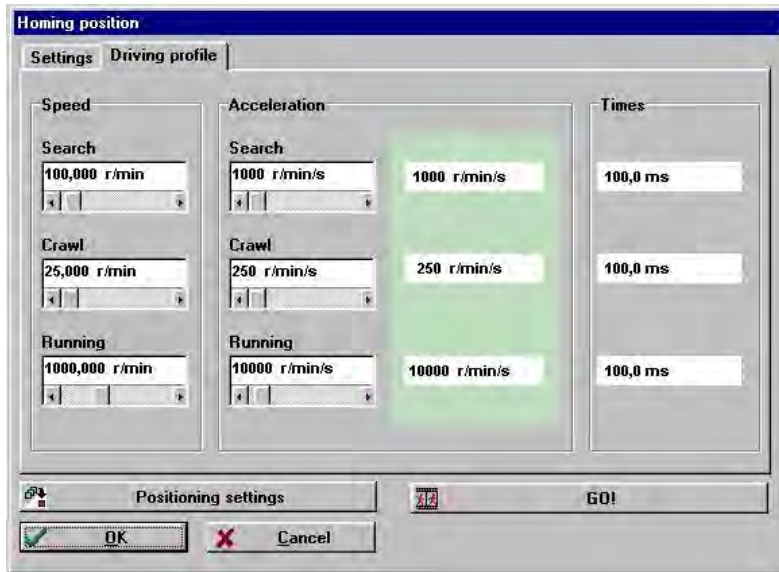 Homing position
Settings Driving profile
Speed Acceleration Times
Search Search
100,000 r/min 1000 r/min/s 1000 r/min/s 100,0 ms
Crawl Crawl
25,000 r/min 250 r/min/s 250 r/min/s 100,0 ms
Running Running
1000,000 r/min 10000 r/min/s 10000 r/min/s 100,0 ms
Positioning settings GO!
OK Cancel